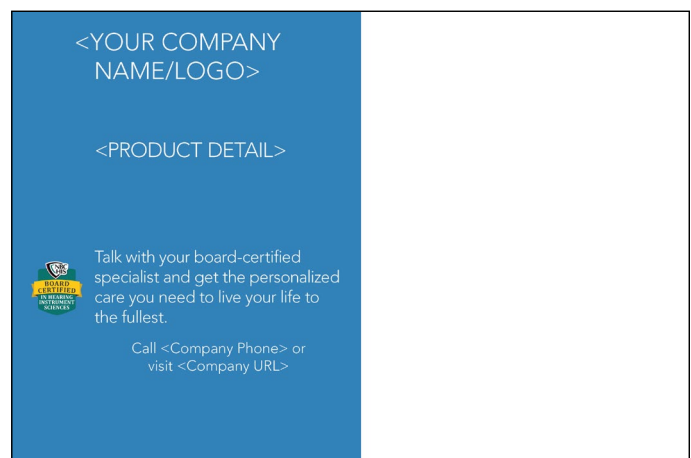 <YOUR COMPANY
NAME/LOGO>
<PRODUCT DETAIL>
NBC
HIS
BOARD
CERTIFIED
IN HEARING
INSTRUMENT
SCIENCES
Talk with your board-certified
specialist and get the personalized
care you need to live your life to
the fullest.
Call <Company Phone> or
visit <Company URL>